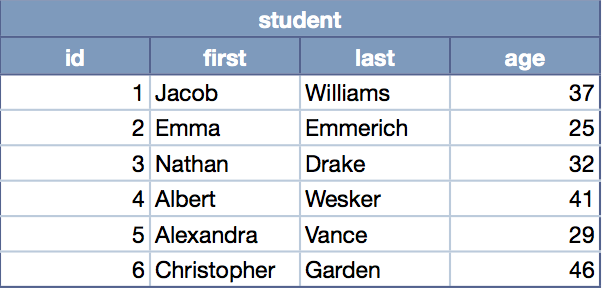 student
id first last age
1 Jacob Williams 37
2 Emma Emmerich 25
3 Nathan Drake 32
4 Albert Wesker 41
5 Alexandra Vance 29
6 Christopher Garden 46